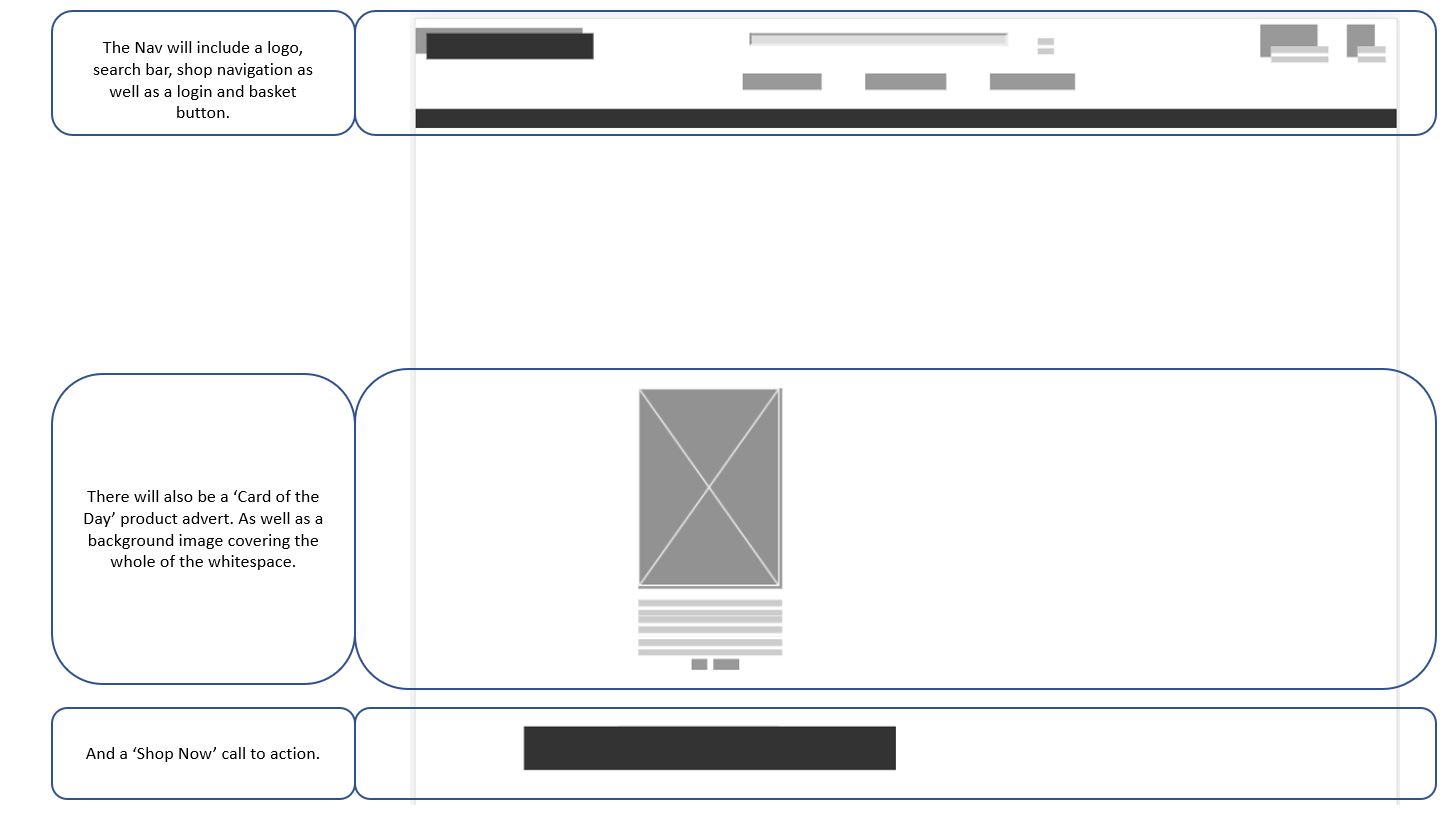 The Nav will include a logo,
search bar, shop navigation as
well as a login and basket
button.
There will also be a ‘Card of the
Day’ product advert. As well as a
background image covering the
whole of the whitespace.
And a ‘Shop Now’ call to action.